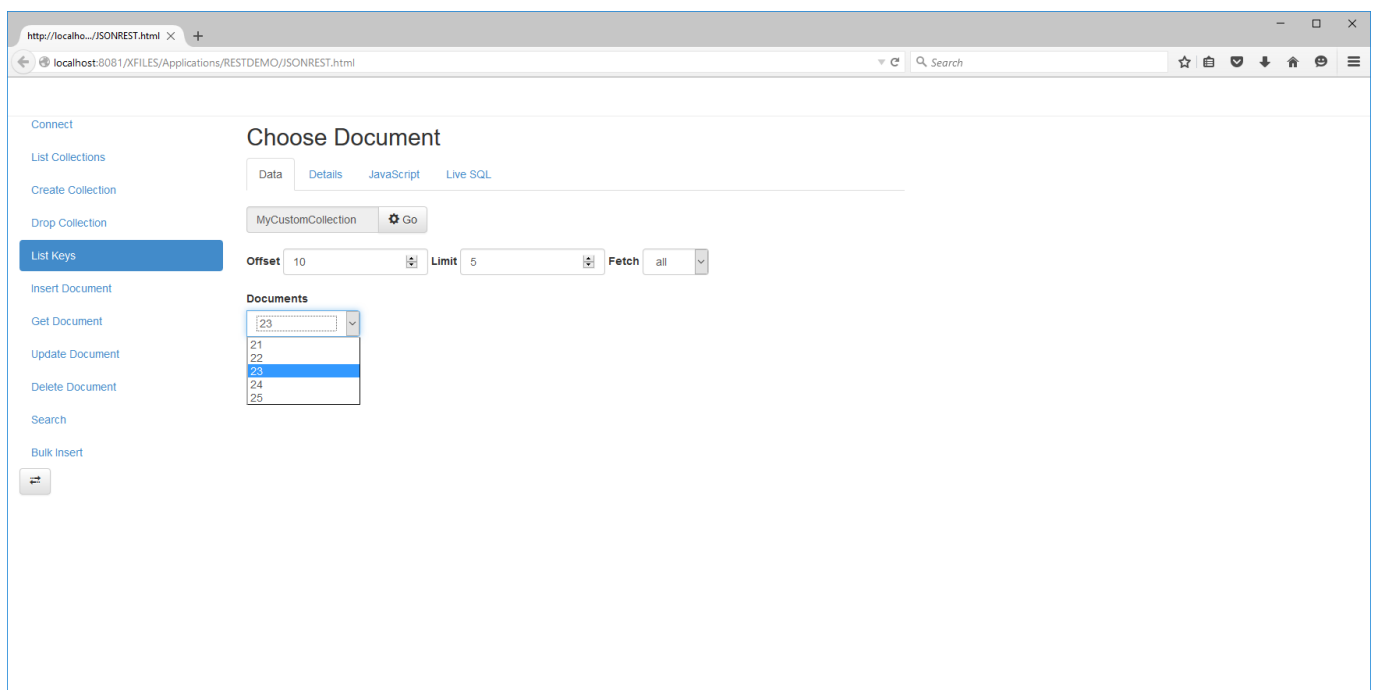 http://localho.../JSONREST.html
localhost:8081/XFILES/Applications/RESTDEMO/JSONREST.html
Search
Connect
List Collections
Create Collection
Drop Collection
List Keys
Insert Document
Get Document
Update Document
Delete Document
Search
Bulk Insert
Choose Document
Data Details JavaScript Live SQL
MyCustomCollection Go
Offset 10 Limit 5 Fetch all
Documents
23
21
22
23
24
25